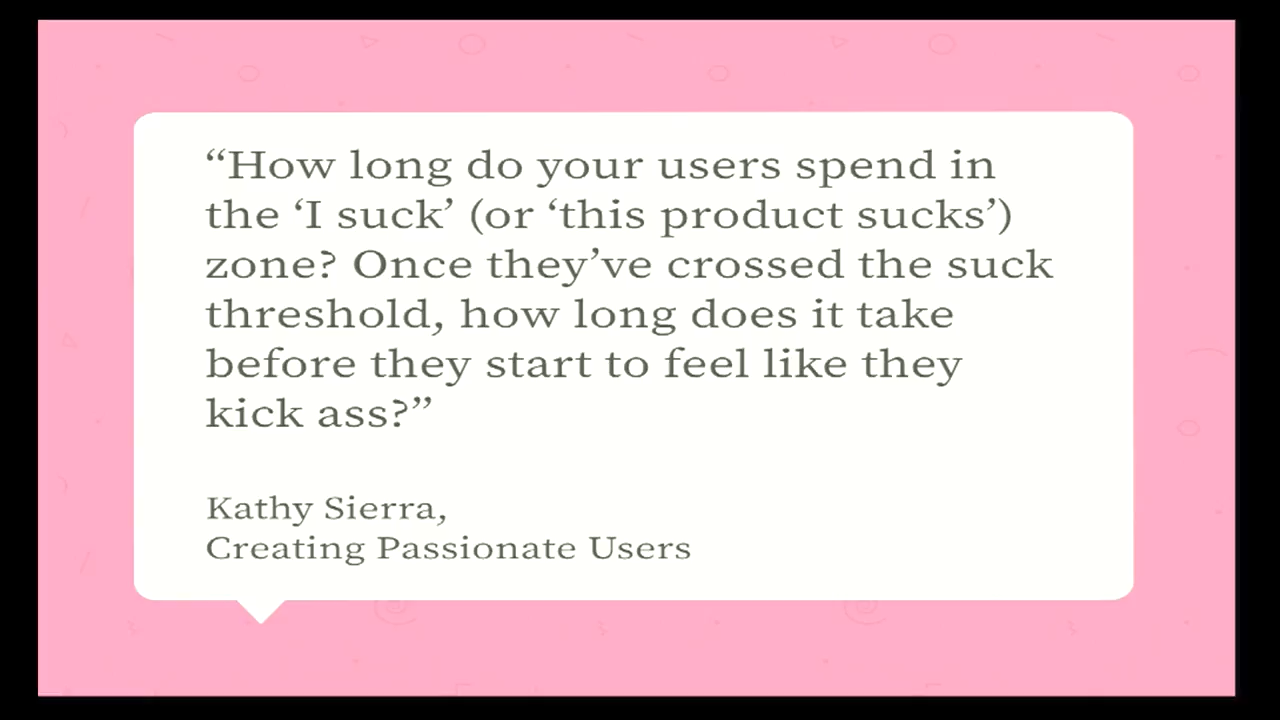 “How long do your users spend in
the ‘I suck’ (or ‘this product sucks’)
zone? Once they’ve crossed the suck
threshold, how long does it take
before they start to feel like they
kick ass?”
Kathy Sierra,
Creating Passionate Users